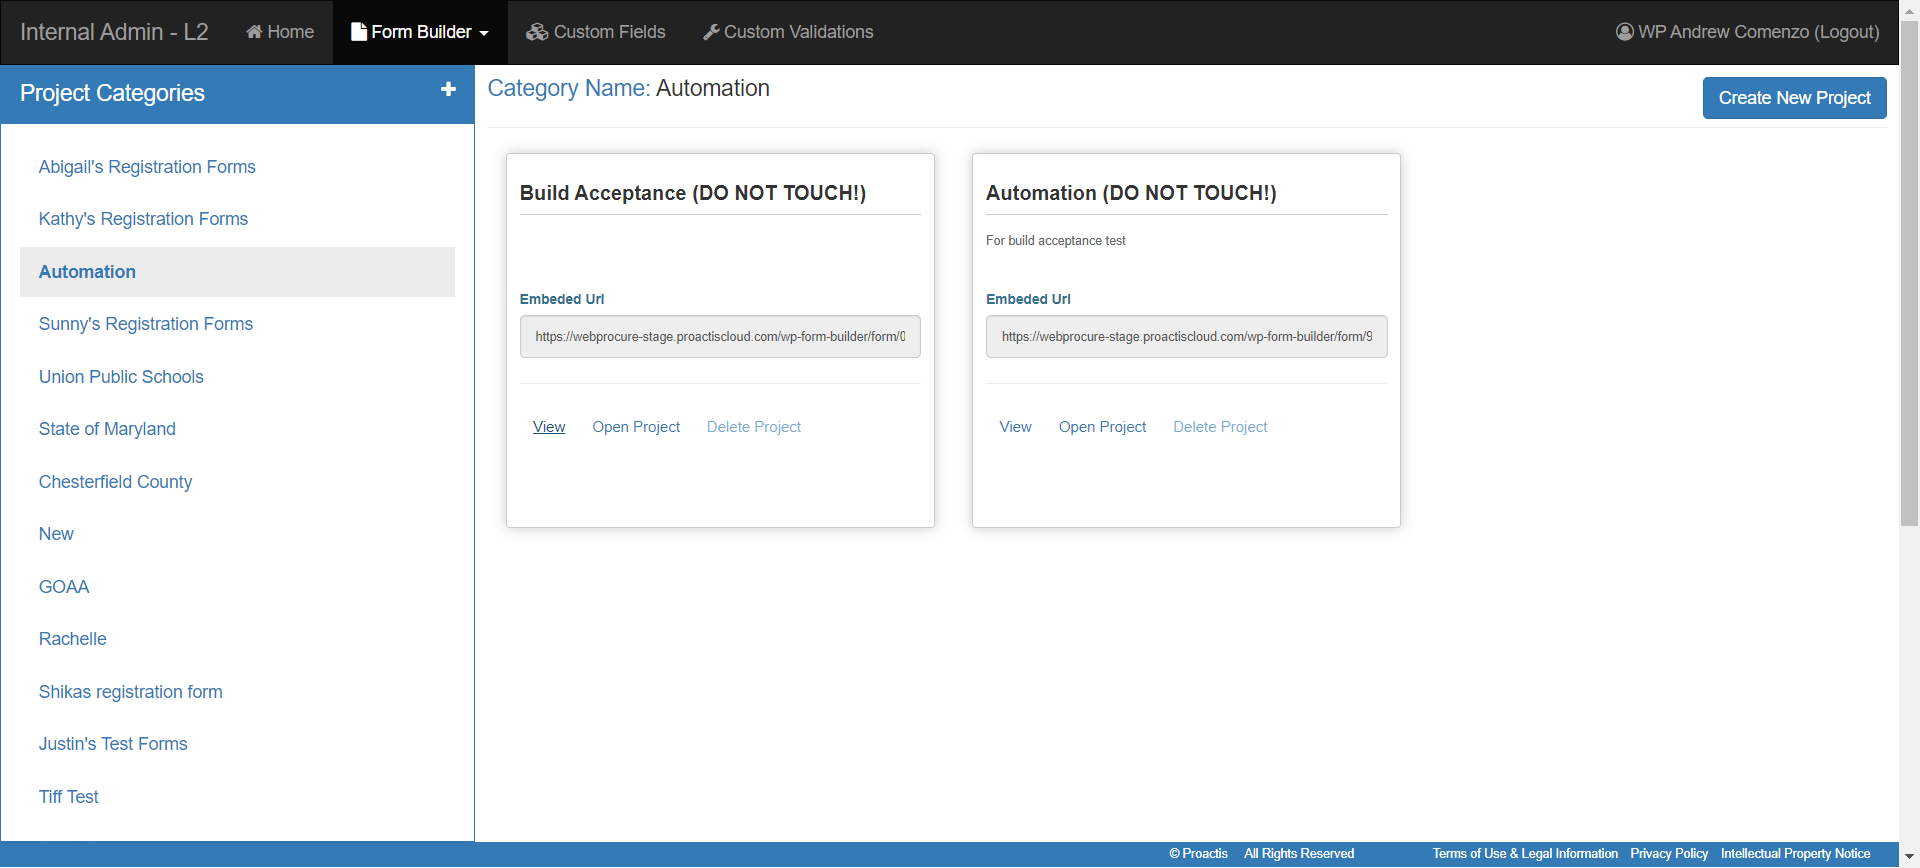 Internal Admin - L2 Home Form Builder Custom Fields Custom Validations WP Andrew Comenzo (Logout)
Project Categories
Abigail's Registration Forms
Kathy's Registration Forms
Automation
Sunny's Registration Forms
Union Public Schools
State of Maryland
Chesterfield County
New
GOAA
Rachelle
Shikas registration form
Justin's Test Forms
Tiff Test
Category Name: Automation
Create New Project
Build Acceptance (DO NOT TOUCH!)
Embeded Url
https://webprocure-stage.proactiscloud.com/wp-form-builder/form/0
View Open Project Delete Project
Automation (DO NOT TOUCH!)
For build acceptance test
Embeded Url
https://webprocure-stage.proactiscloud.com/wp-form-builder/form/9
View Open Project Delete Project
© Proactis All Rights Reserved Terms of Use & Legal Information Privacy Policy Intellectual Property Notice